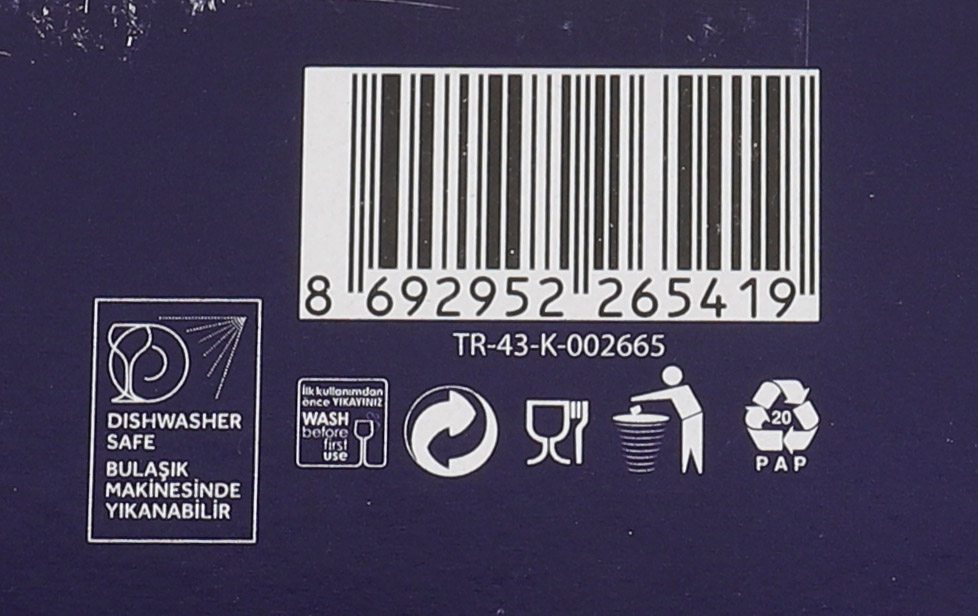 8 692952 265419
TR-43-K-002665
DISHWASHER
SAFE
BULAŞIK
MAKİNESİNDE
YIKANABİLİR
İlk kullanımdan
önce YIKAYINIZ
WASH
before
first
use
20
PAP